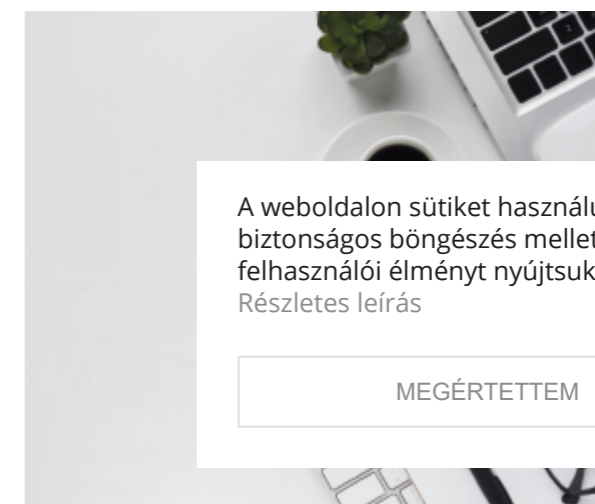 A weboldalon sütiket használu
biztonságos böngészés mellet
felhasználói élményt nyújtsuk
Részletes leírás
MEGÉRTETTEM